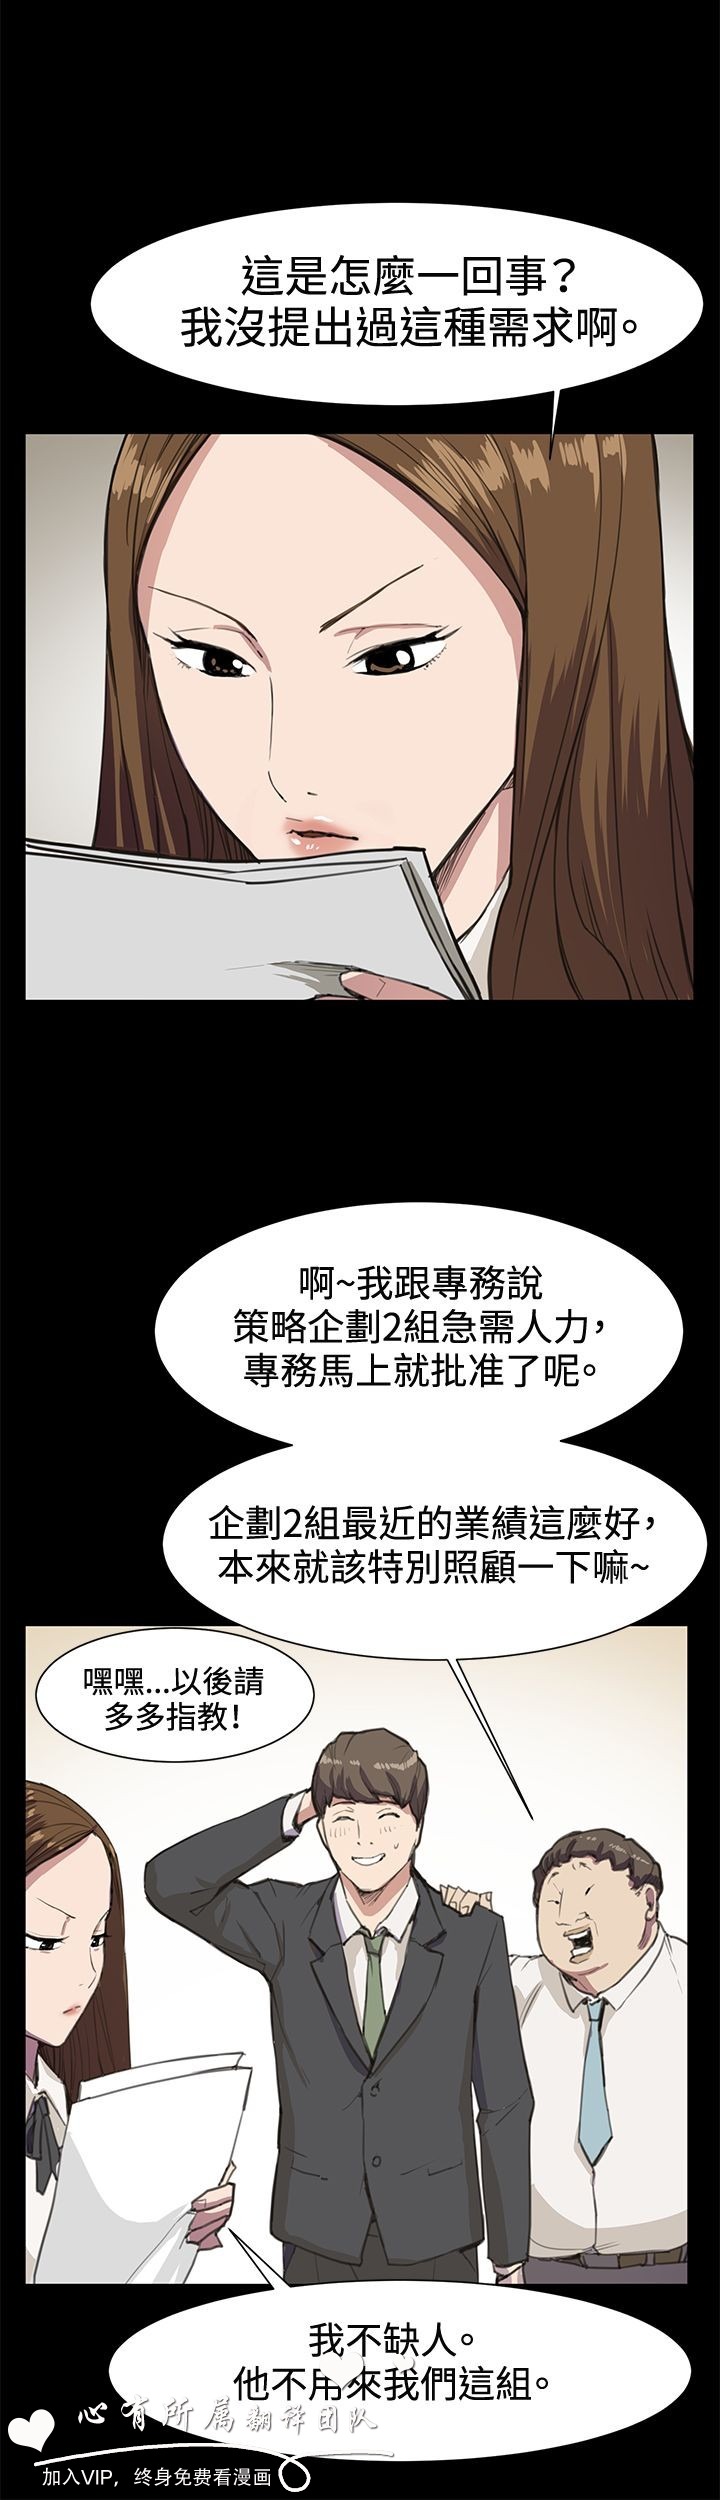 這是怎麼一回事？
我沒提出過這種需求啊。
啊~我跟專務說
策略企劃2組急需人力，
專務馬上就批准了呢。
企劃2組最近的業績這麼好，
本來就該特別照顧一下嘛~
嘿嘿...以後請
多多指教！
我不缺人。
他不用來我們這組。
心有所属翻译团队
加入VIP，终身免费看漫画